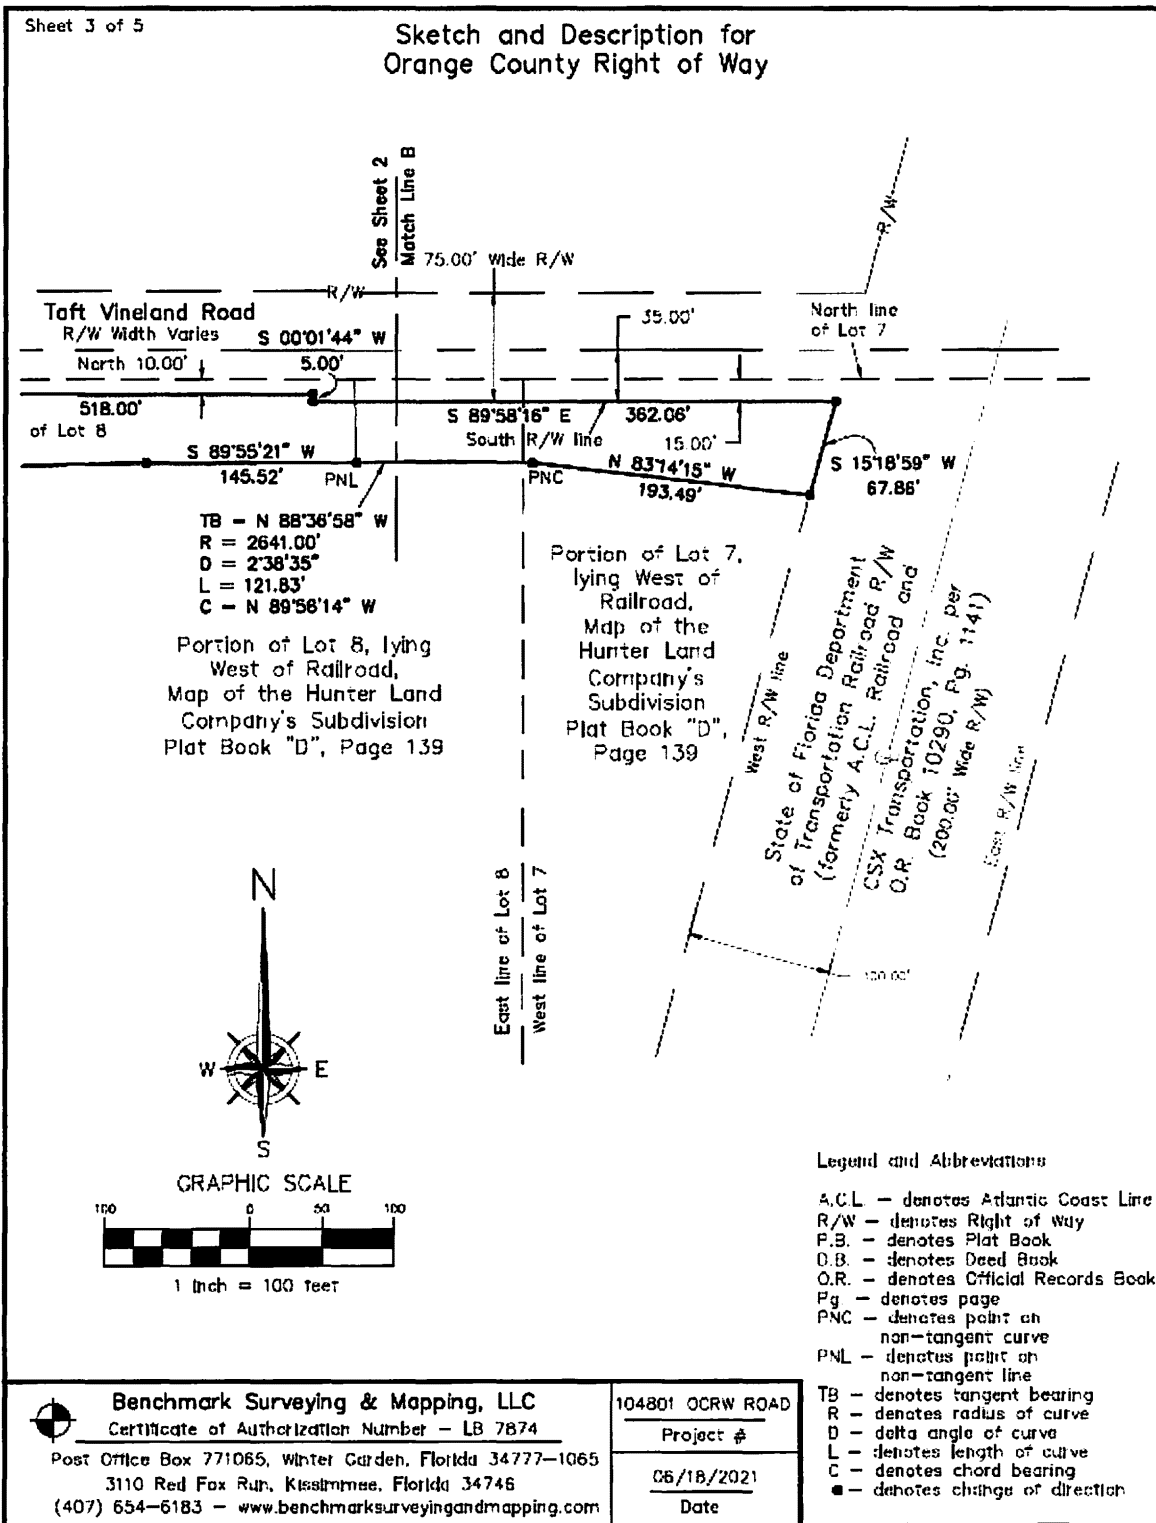 Sheet 3 of 5
Sketch and Description for
Orange County Right of Way
See Sheet 2
Match Line B
75.00' Wide R/W
R/W
R/W
Taft Vineland Road
R/W Width Varies
S 00°01'44" W
35.00'
North line
of Lot 7
North 10.00'
5.00'
518.00'
of Lot 8
S 89°58'16" E
362.06'
South R/W line
15.00'
S 89°55'21" W
145.52'
PNL
PNC
N 83°14'15" W
193.49'
S 15°18'59" W
67.86'
TB - N 88°36'58" W
R = 2641.00'
D = 2°38'35"
L = 121.83'
C - N 89°56'14" W
Portion of Lot 8, lying
West of Railroad,
Map of the Hunter Land
Company's Subdivision
Plat Book "D", Page 139
Portion of Lot 7,
lying West of
Railroad,
Map of the
Hunter Land
Company's
Subdivision
Plat Book "D",
Page 139
West R/W line
State of Florida Department
of Transportation Railroad R/W
(formerly A.C.L. Railroad and
CSX Transportation, Inc. per
O.R. Book 10290, Pg. 1141)
(200.00' Wide R/W)
East R/W line
100.00'
East line of Lot 8
West line of Lot 7
N
W
E
S
GRAPHIC SCALE
100 0 50 100
1 inch = 100 feet
Legend and Abbreviations
A.C.L. - denotes Atlantic Coast Line
R/W - denotes Right of Way
P.B. - denotes Plat Book
D.B. - denotes Deed Book
O.R. - denotes Official Records Book
Pg. - denotes page
PNC - denotes point on
non-tangent curve
PNL - denotes point on
non-tangent line
TB - denotes tangent bearing
R - denotes radius of curve
D - delta angle of curve
L - denotes length of curve
C - denotes chord bearing
■ - denotes change of direction
Benchmark Surveying & Mapping, LLC
Certificate of Authorization Number - LB 7874
Post Office Box 771065, Winter Garden, Florida 34777-1065
3110 Red Fox Run, Kissimmee, Florida 34746
(407) 654-6183 - www.benchmarksurveyingandmapping.com
104801 OCRW ROAD
Project #
06/18/2021
Date